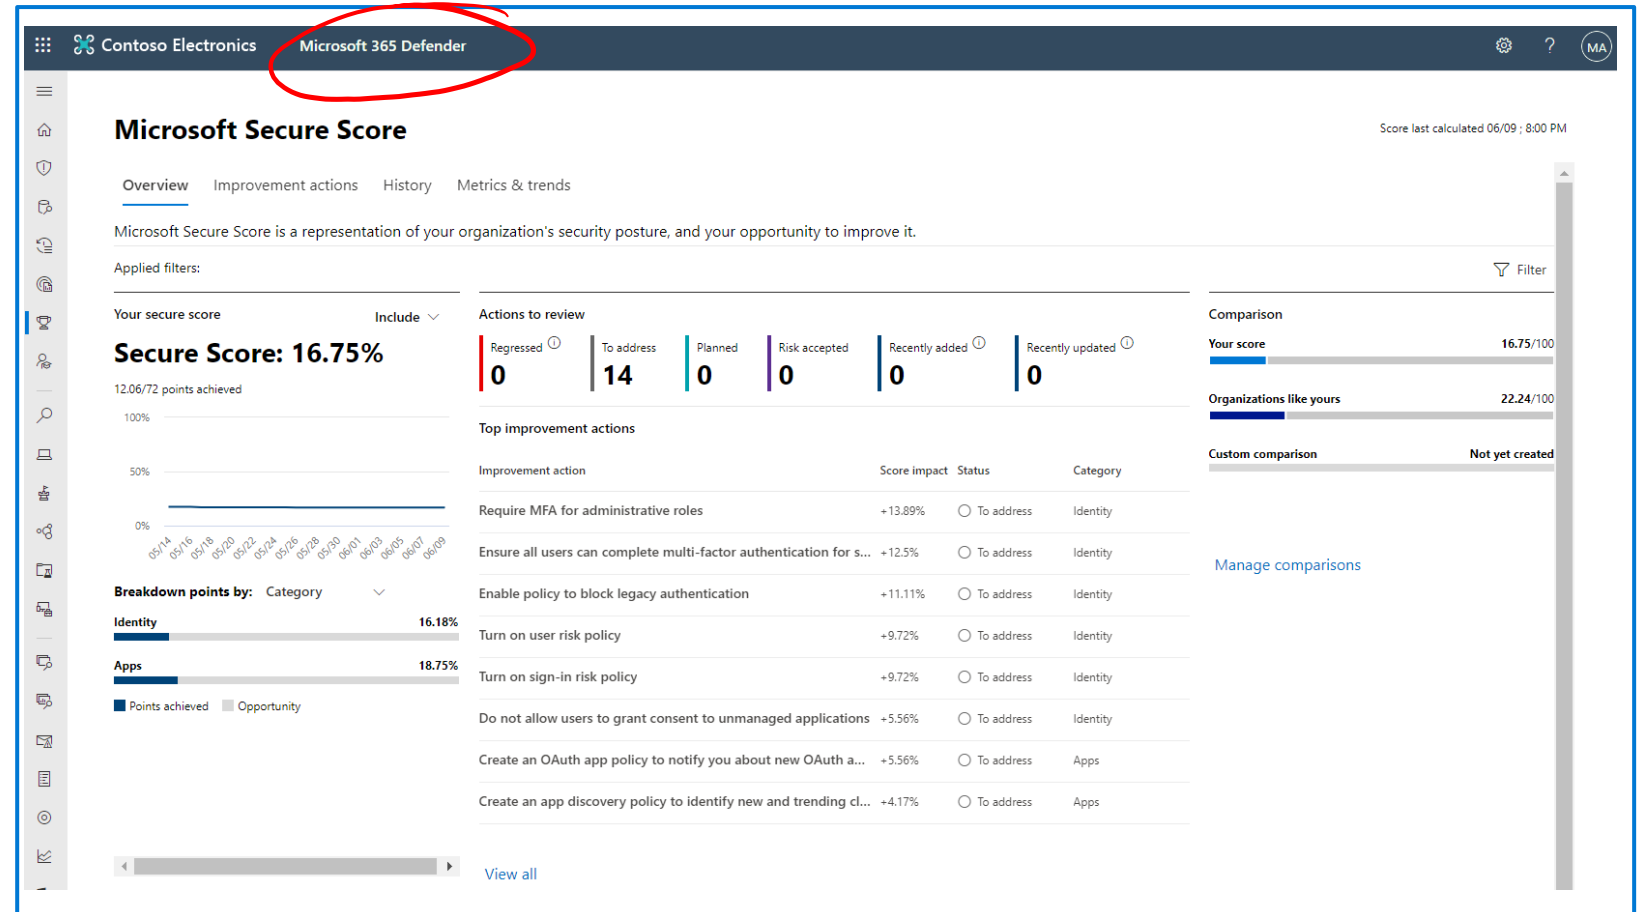 Contoso Electronics Microsoft 365 Defender ? MA
Microsoft Secure Score
Score last calculated 06/09 ; 8:00 PM
Overview Improvement actions History Metrics & trends
Microsoft Secure Score is a representation of your organization's security posture, and your opportunity to improve it.
Applied filters:
Filter
Your secure score
Include
Secure Score: 16.75%
12.06/72 points achieved
100%
50%
0%
05/14 05/16 05/18 05/20 05/22 05/24 05/26 05/28 05/30 06/01 06/03 06/05 06/07 06/09
Breakdown points by: Category
Identity 16.18%
Apps 18.75%
Points achieved Opportunity
Actions to review
Regressed To address Planned Risk accepted Recently added Recently updated
0 14 0 0 0 0
Top improvement actions
Improvement action Score impact Status Category
Require MFA for administrative roles +13.89% To address Identity
Ensure all users can complete multi-factor authentication for s... +12.5% To address Identity
Enable policy to block legacy authentication +11.11% To address Identity
Turn on user risk policy +9.72% To address Identity
Turn on sign-in risk policy +9.72% To address Identity
Do not allow users to grant consent to unmanaged applications +5.56% To address Identity
Create an OAuth app policy to notify you about new OAuth a... +5.56% To address Apps
Create an app discovery policy to identify new and trending cl... +4.17% To address Apps
View all
Comparison
Your score 16.75/100
Organizations like yours 22.24/100
Custom comparison Not yet created
Manage comparisons